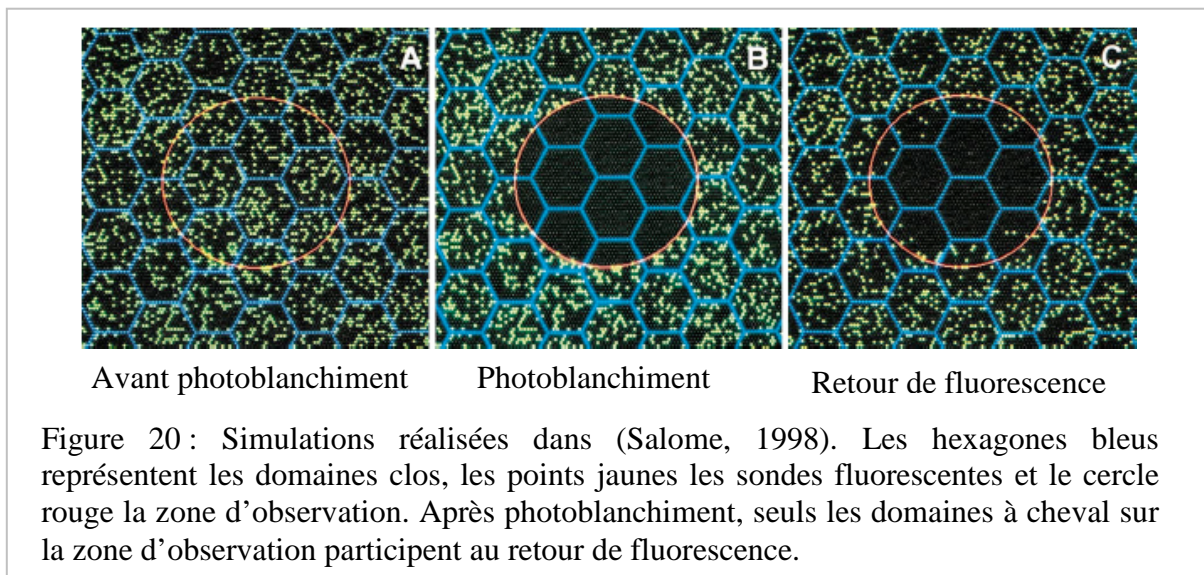 A B C
Avant photoblanchiment Photoblanchiment Retour de fluorescence
Figure 20 : Simulations réalisées dans (Salome, 1998). Les hexagones bleus
représentent les domaines clos, les points jaunes les sondes fluorescentes et le cercle
rouge la zone d'observation. Après photoblanchiment, seuls les domaines à cheval sur
la zone d'observation participent au retour de fluorescence.